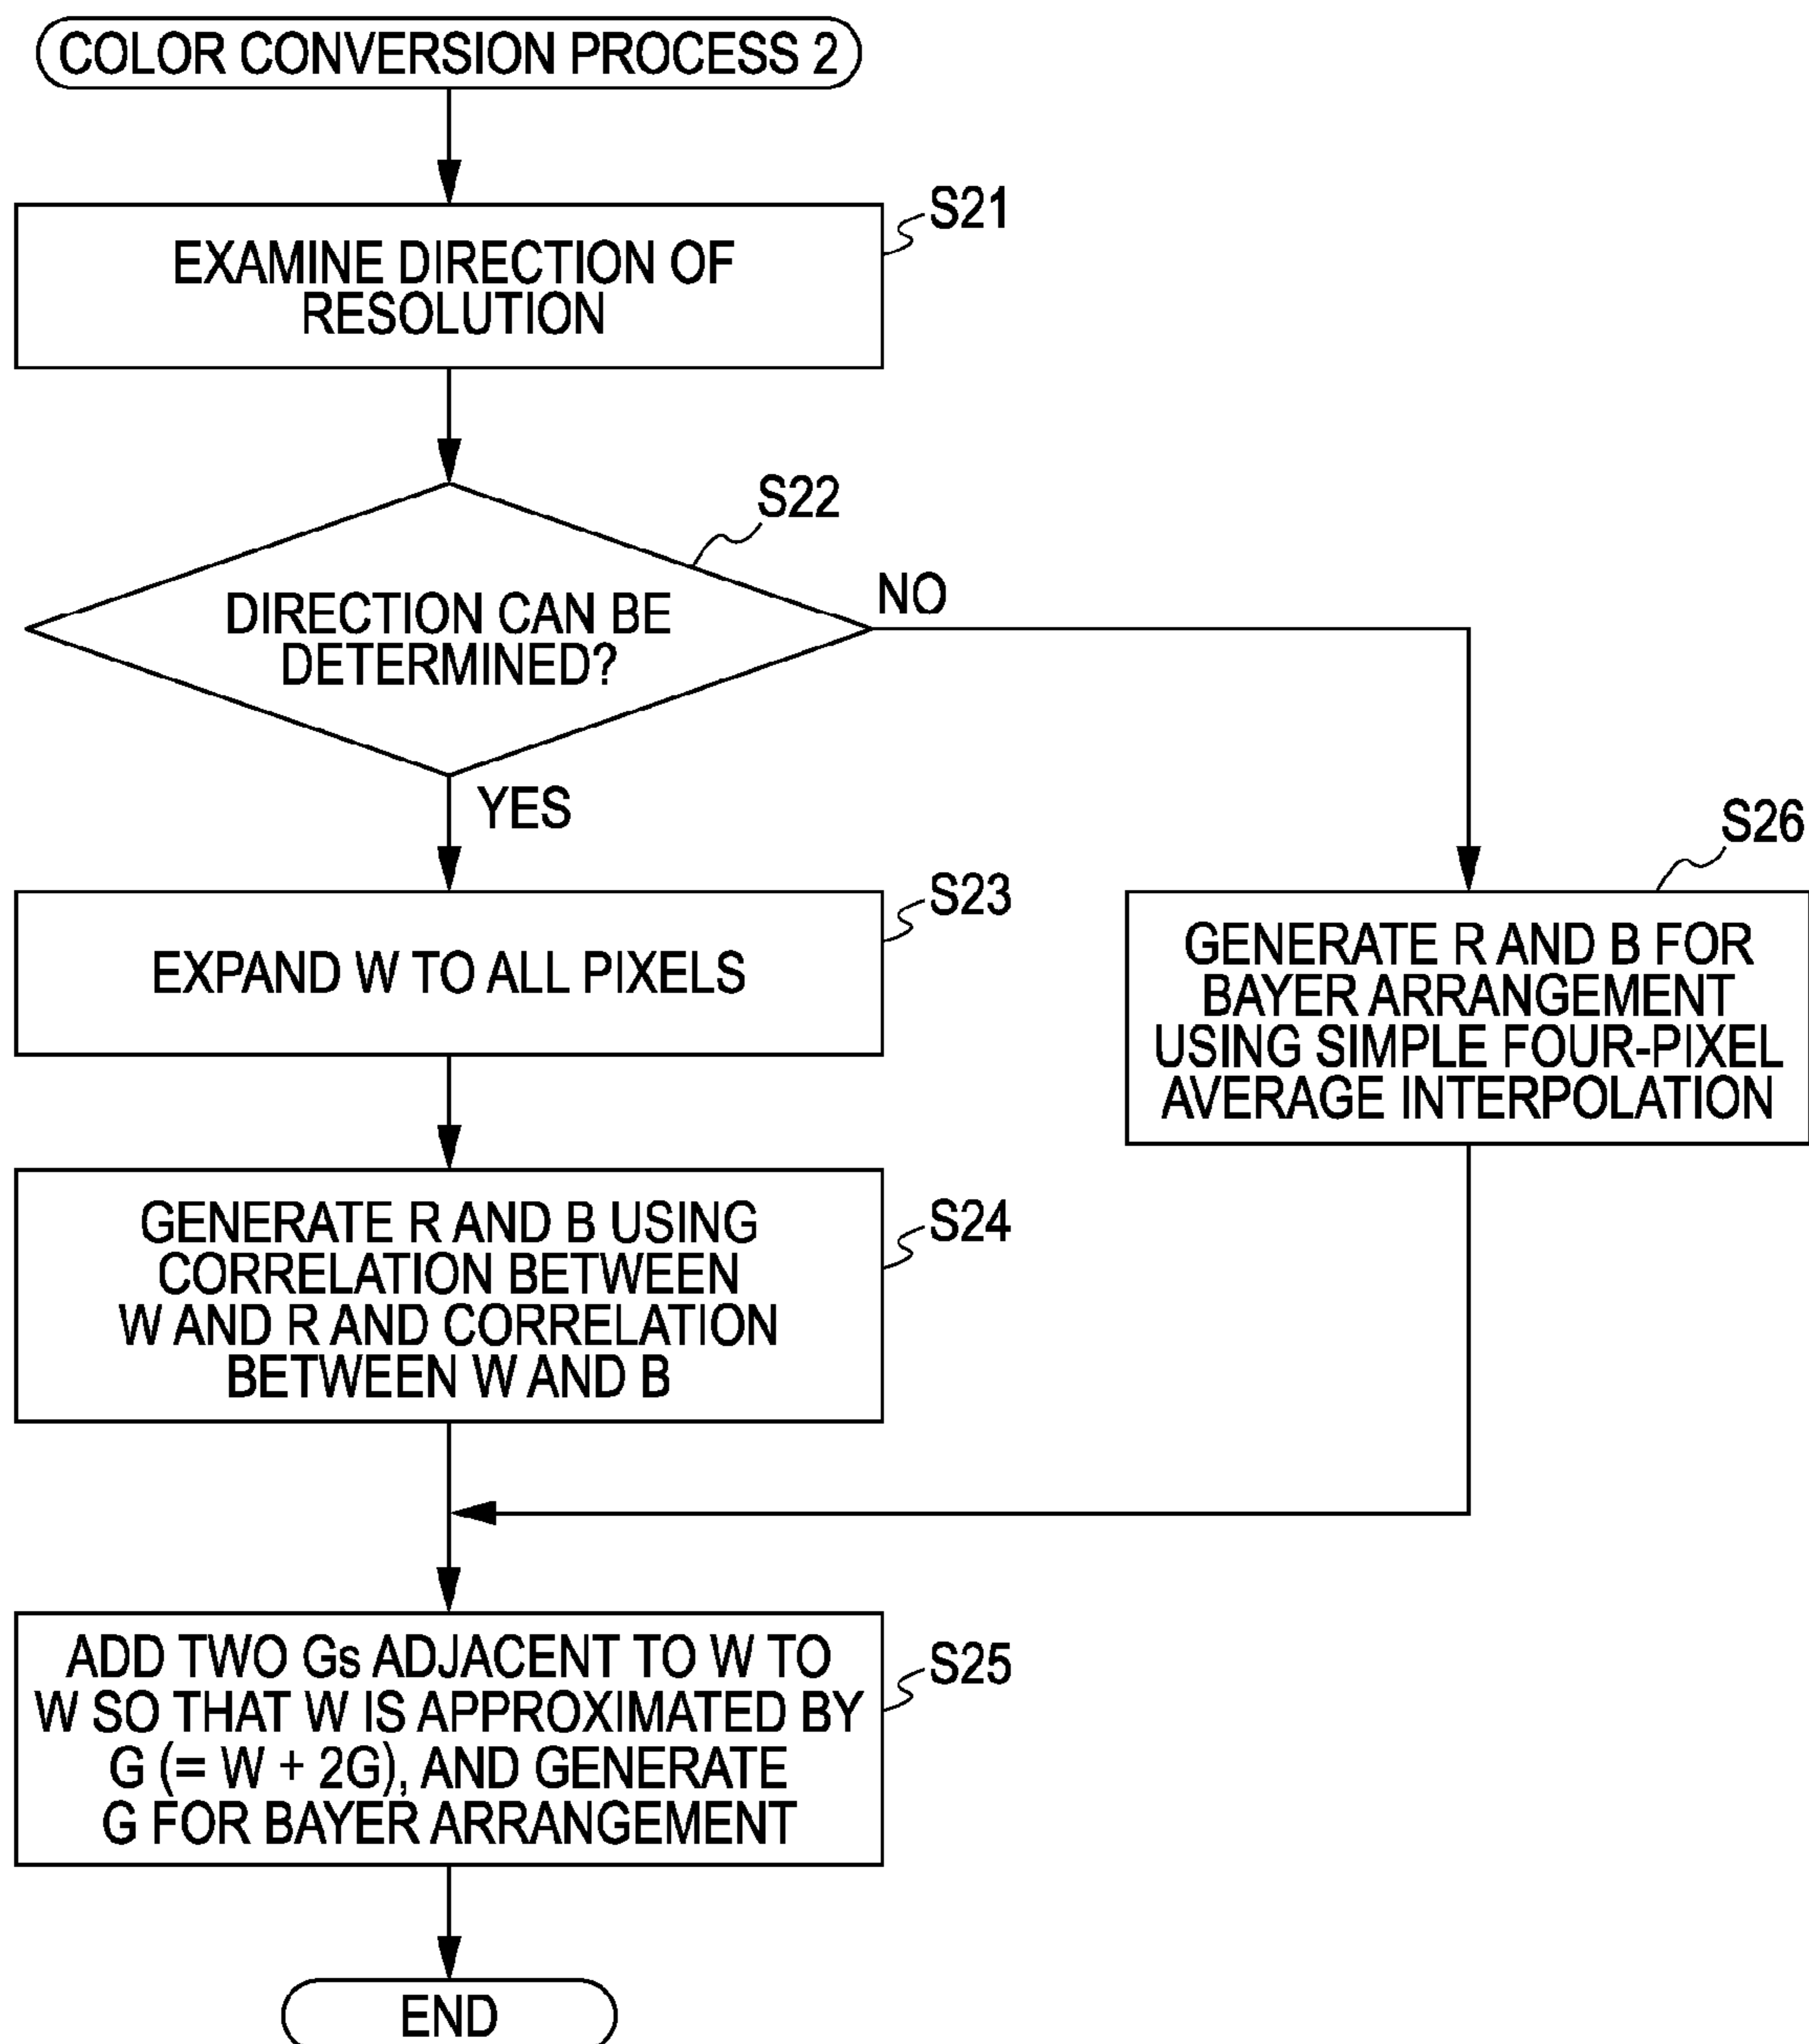 COLOR CONVERSION PROCESS 2
S21
EXAMINE DIRECTION OF
RESOLUTION
S22
DIRECTION CAN BE
DETERMINED?
NO
YES
S23
EXPAND W TO ALL PIXELS
S26
GENERATE R AND B FOR
BAYER ARRANGEMENT
USING SIMPLE FOUR-PIXEL
AVERAGE INTERPOLATION
S24
GENERATE R AND B USING
CORRELATION BETWEEN
W AND R AND CORRELATION
BETWEEN W AND B
S25
ADD TWO Gs ADJACENT TO W TO
W SO THAT W IS APPROXIMATED BY
G (= W + 2G), AND GENERATE
G FOR BAYER ARRANGEMENT
END